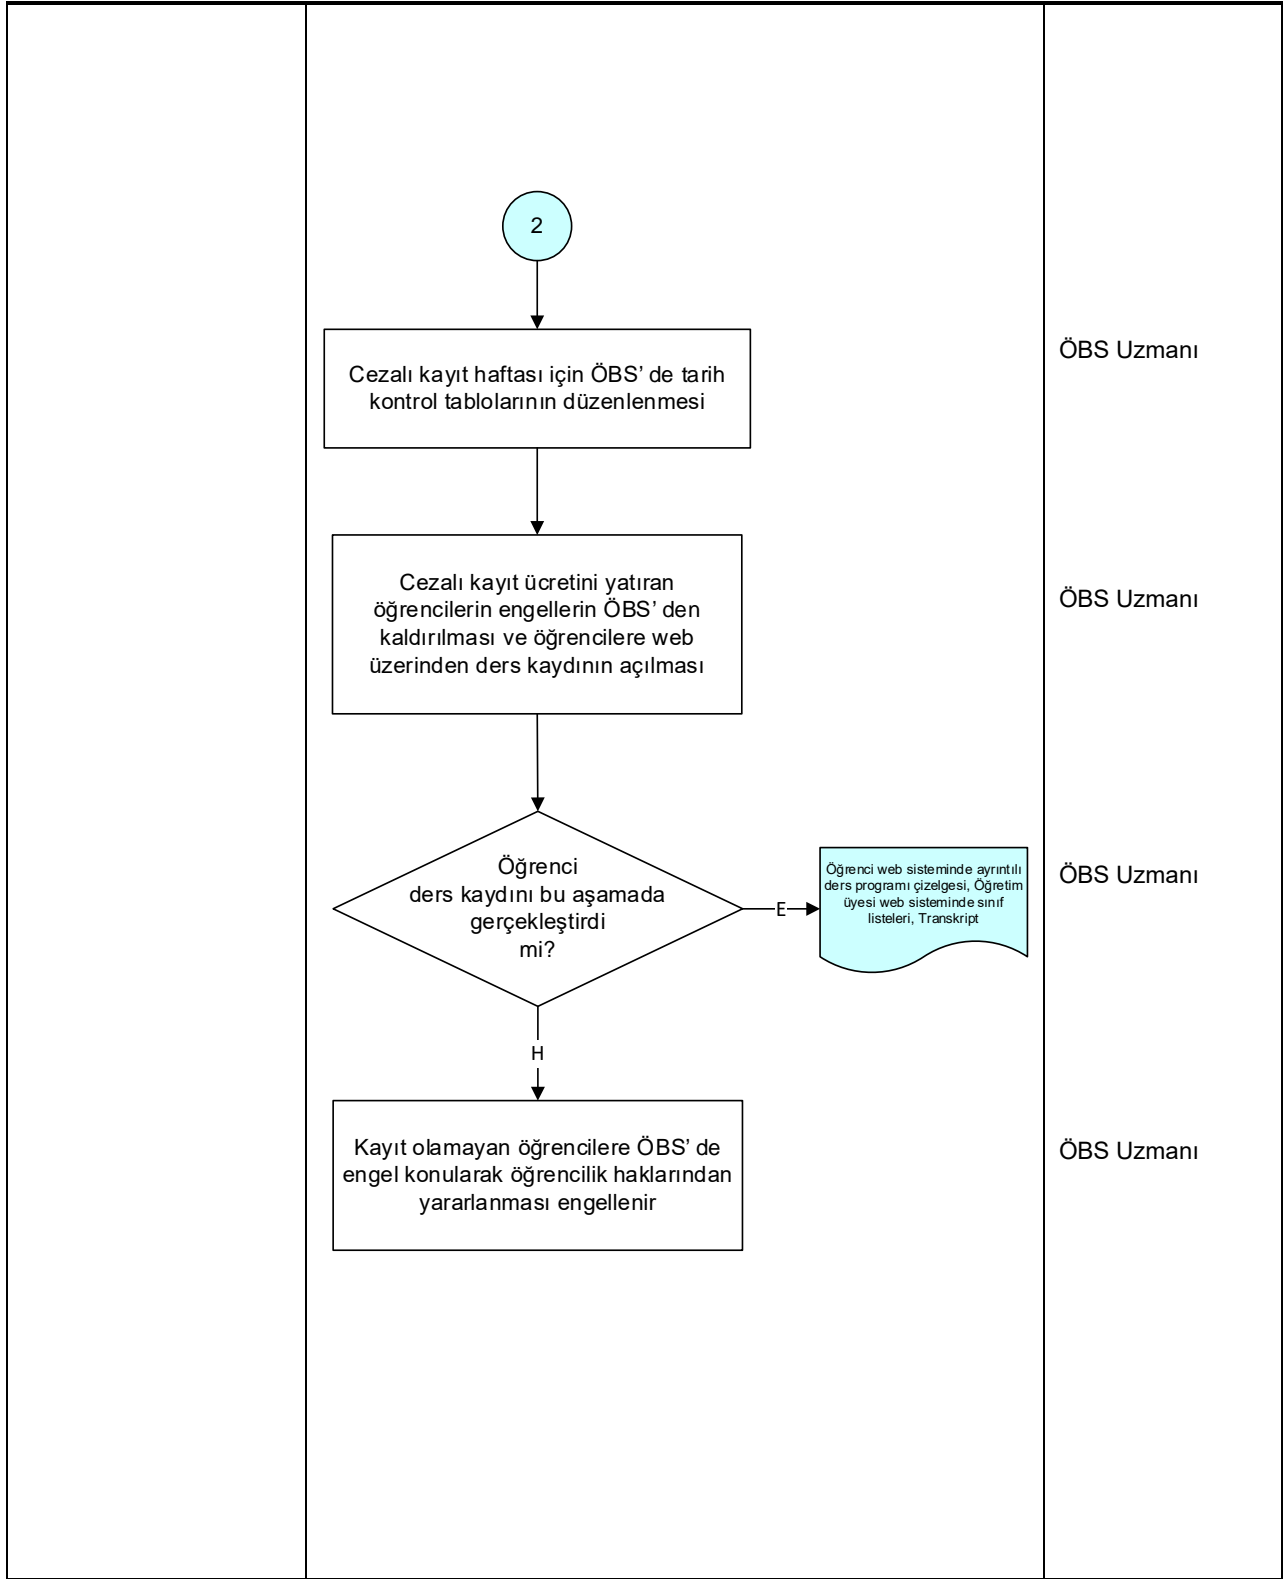 2
Cezalı kayıt haftası için ÖBS’ de tarih
kontrol tablolarının düzenlenmesi
ÖBS Uzmanı
Cezalı kayıt ücretini yatıran
öğrencilerin engellerin ÖBS’ den
kaldırılması ve öğrencilere web
üzerinden ders kaydının açılması
ÖBS Uzmanı
Öğrenci
ders kaydını bu aşamada
gerçekleştirdi
mi?
E
Öğrenci web sisteminde ayrıntılı
ders programı çizelgesi, Öğretim
üyesi web sisteminde sınıf
listeleri, Transkript
ÖBS Uzmanı
H
Kayıt olamayan öğrencilere ÖBS’ de
engel konularak öğrencilik haklarından
yararlanması engellenir
ÖBS Uzmanı